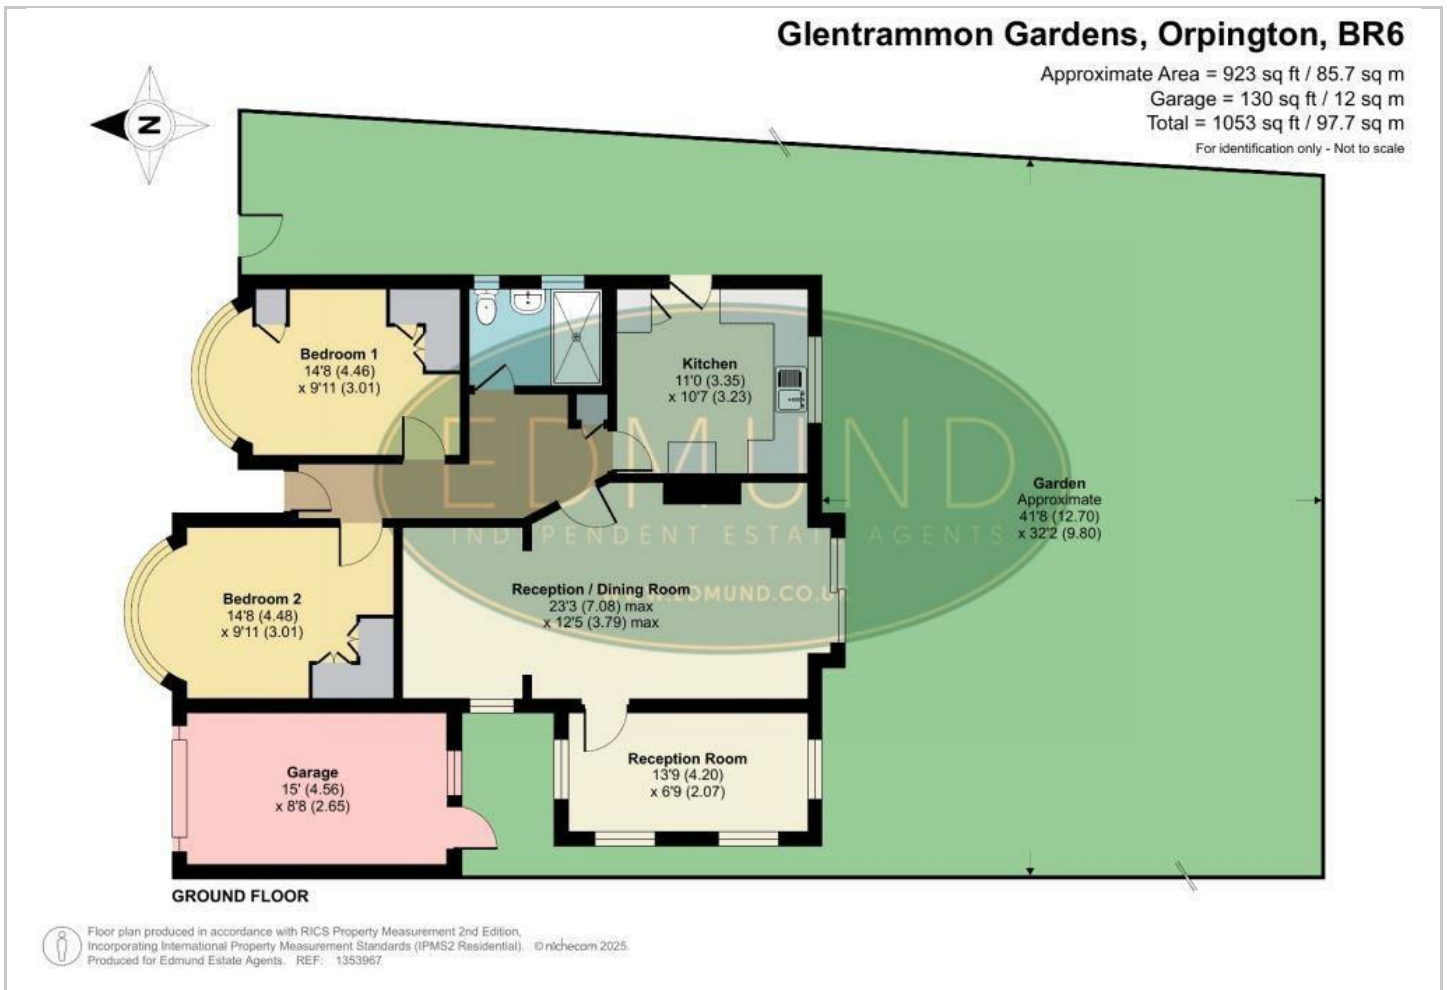 Glentrammon Gardens, Orpington, BR6
Approximate Area = 923 sq ft / 85.7 sq m
Garage = 130 sq ft / 12 sq m
Total = 1053 sq ft / 97.7 sq m
For identification only - Not to scale
N
Bedroom 1
14'8 (4.46)
x 9'11 (3.01)
Kitchen
11'0 (3.35)
x 10'7 (3.23)
EDMUND
INDEPENDENT ESTATE AGENTS
WWW.EDMUND.CO.U
Garden
Approximate
41'8 (12.70)
x 32'2 (9.80)
Reception / Dining Room
23'3 (7.08) max
x 12'5 (3.79) max
Bedroom 2
14'8 (4.48)
x 9'11 (3.01)
Garage
15' (4.56)
x 8'8 (2.65)
Reception Room
13'9 (4.20)
x 6'9 (2.07)
GROUND FLOOR
Floor plan produced in accordance with RICS Property Measurement 2nd Edition,
Incorporating International Property Measurement Standards (IPMS2 Residential). © nichecom 2025.
Produced for Edmund Estate Agents. REF: 1353967